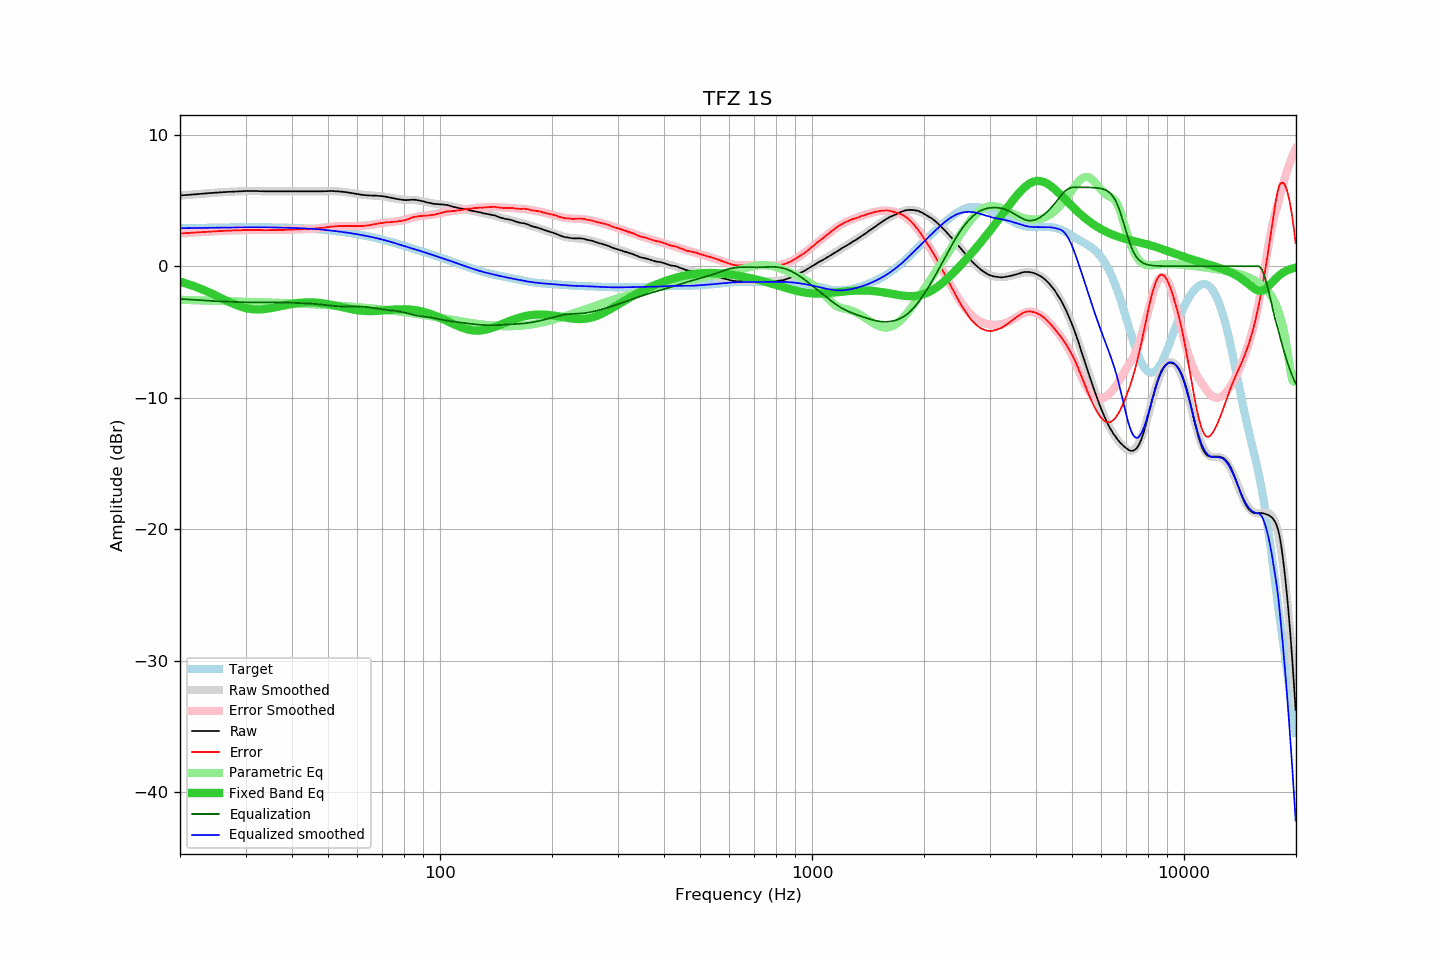 TFZ 1S
10
0
−10
−20
−30
−40
Amplitude (dBr)
Target
Raw Smoothed
Error Smoothed
Raw
Error
Parametric Eq
Fixed Band Eq
Equalization
Equalized smoothed
100
1000
10000
Frequency (Hz)